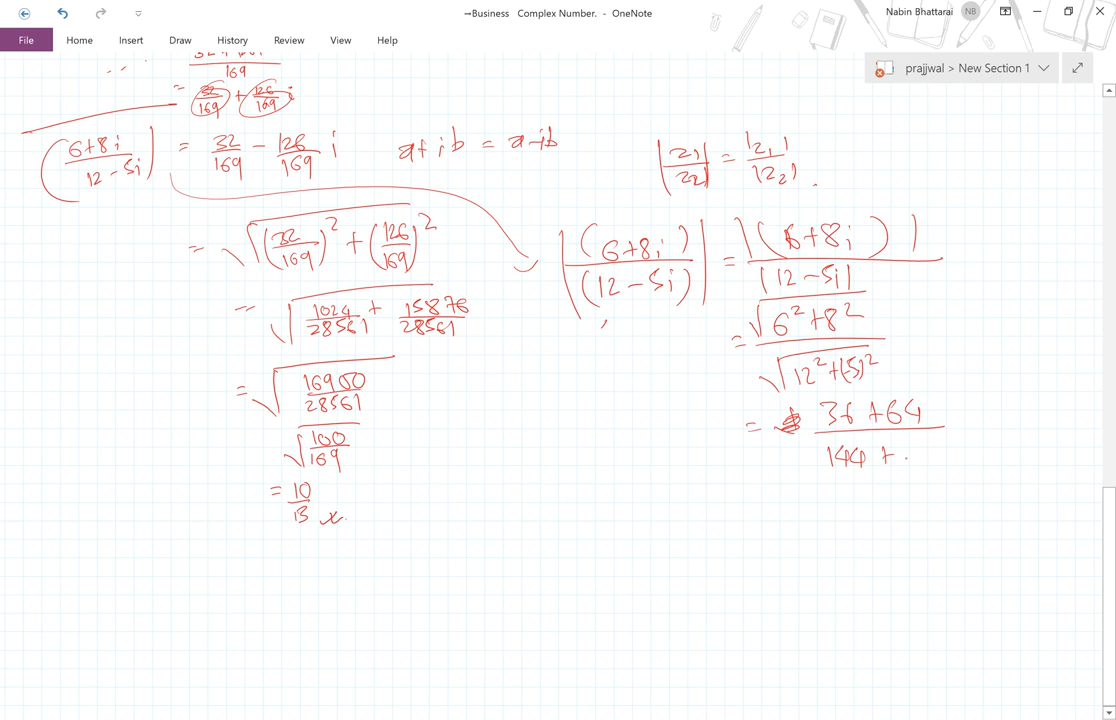 →Business Complex Number. - OneNote
Nabin Bhattarai NB
File Home Insert Draw History Review View Help
prajjwal > New Section 1
169
= 32/169 + 126/169 i
(6+8i / 12-5i) = 32/169 - 126/169 i
a+ib = a-ib
= √((32/169)² + (126/169)²)
= √(1024/28561 + 15876/28561)
= √(16900/28561)
√(100/169)
= 10/13
|z1/z2| = |z1|/|z2|
|(6+8i)/(12-5i)| = |(6+8i)|/|12-5i|
= √(6²+8²)/√(12²+(-5)²)
= 36+64 / 144+